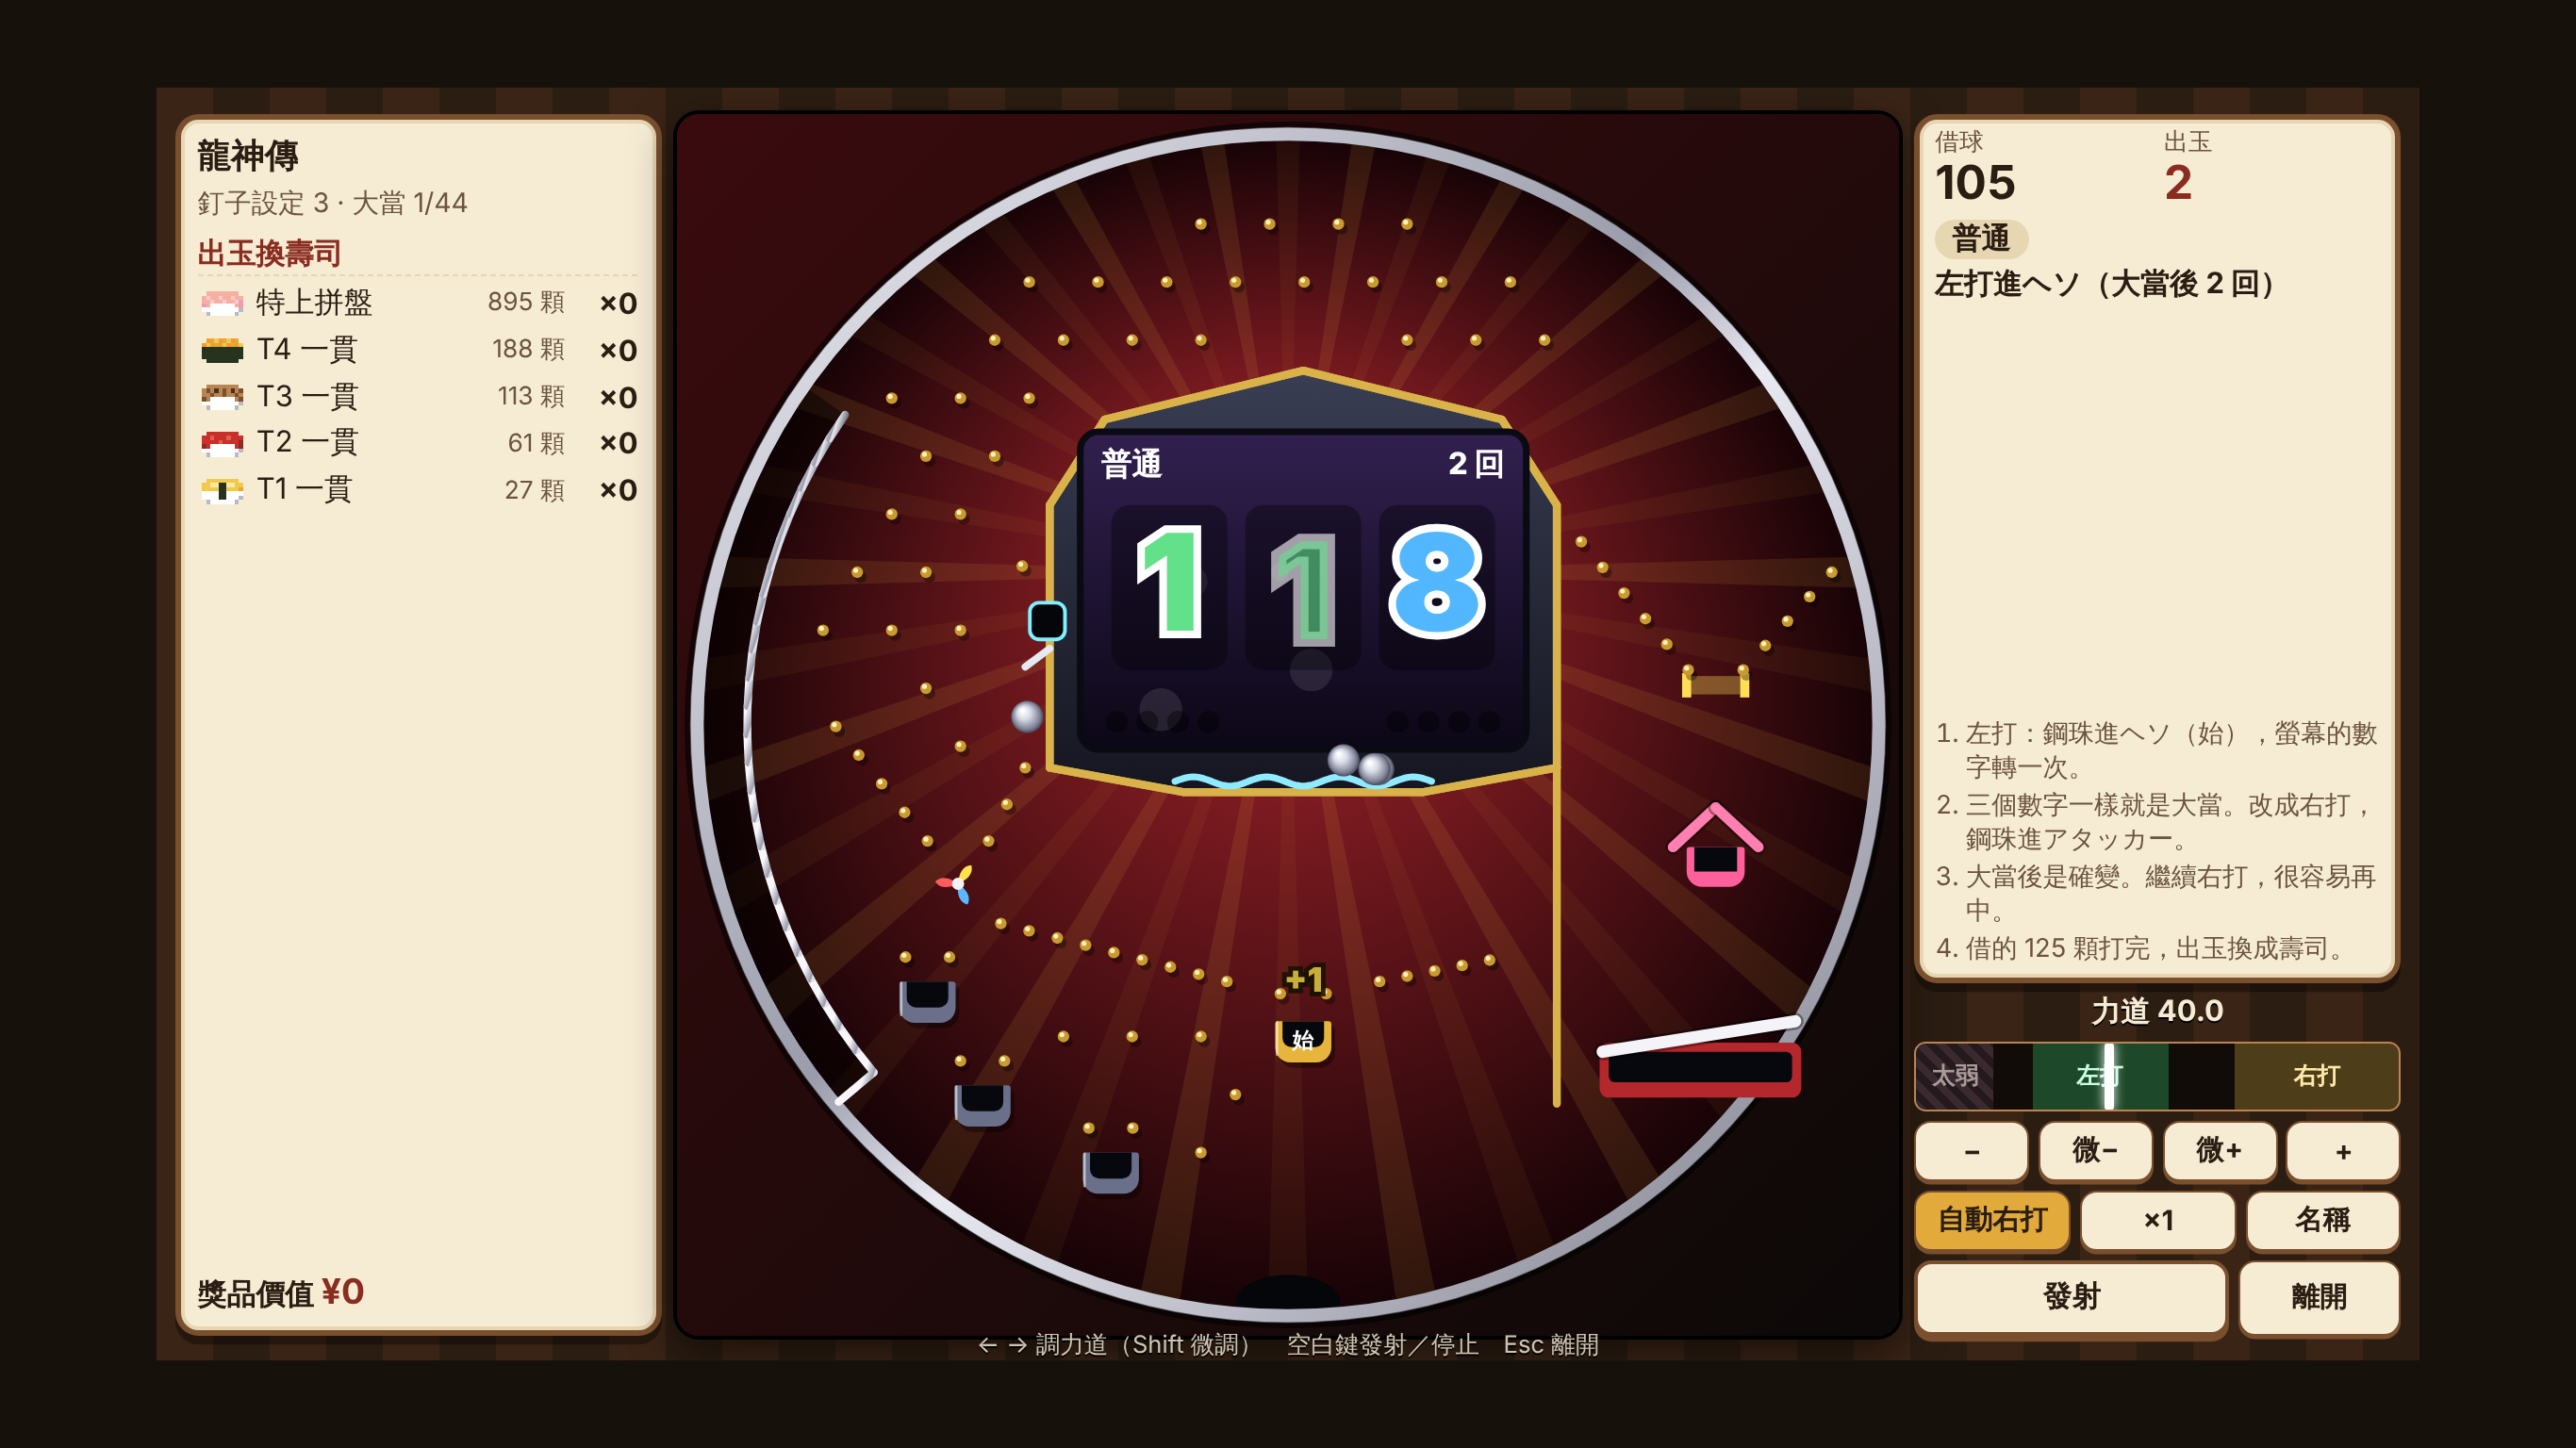 龍神傳
釘子設定 3 · 大當 1/44
出玉換壽司
特上拼盤 895 顆 ×0
T4 一貫 188 顆 ×0
T3 一貫 113 顆 ×0
T2 一貫 61 顆 ×0
T1 一貫 27 顆 ×0
獎品價值 ¥0
普通 2 回
1 1 8
+1
始
借球 出玉
105 2
普通
左打進ヘソ（大當後 2 回）
1. 左打：鋼珠進ヘソ（始），螢幕的數
字轉一次。
2. 三個數字一樣就是大當。改成右打，
鋼珠進アタッカー。
3. 大當後是確變。繼續右打，很容易再
中。
4. 借的 125 顆打完，出玉換成壽司。
力道 40.0
太弱 左打 右打
− 微− 微+ +
自動右打 ×1 名稱
發射 離開
← → 調力道（Shift 微調） 空白鍵發射／停止 Esc 離開